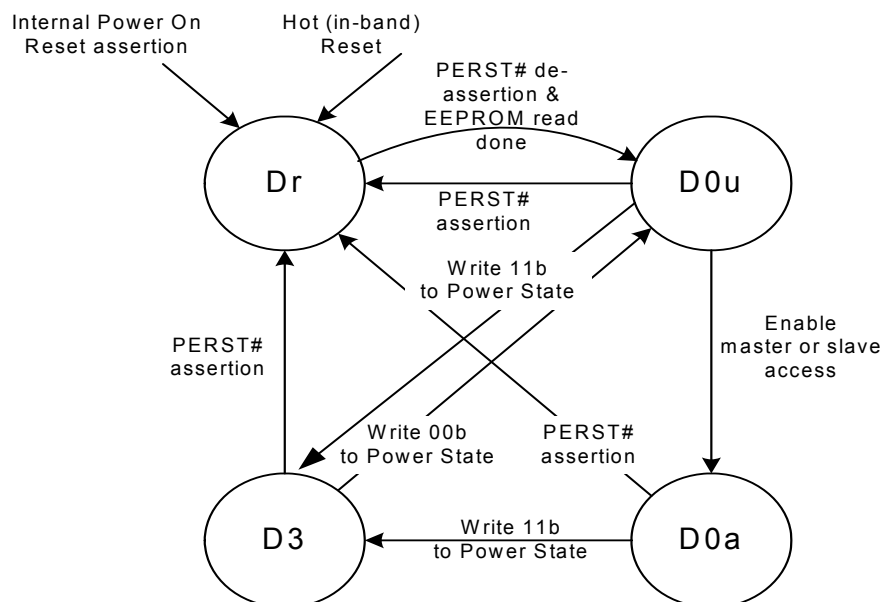 Internal Power On
Reset assertion
Hot (in-band)
Reset
PERST# de-
assertion &
EEPROM read
done
Dr
D0u
PERST#
assertion
Write 11b
to Power State
Enable
master or slave
access
PERST#
assertion
Write 00b
to Power State
PERST#
assertion
D3
Write 11b
to Power State
D0a